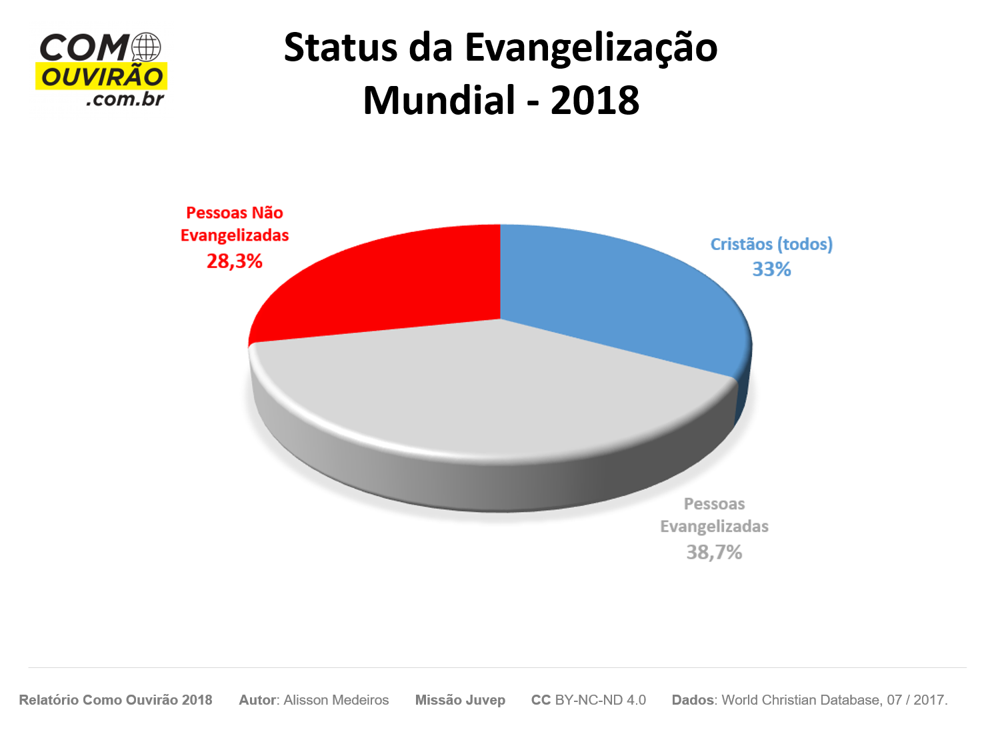 COMO
OUVIRÃO
.com.br
Status da Evangelização
Mundial - 2018
Pessoas Não
Evangelizadas
28,3%
Cristãos (todos)
33%
Pessoas
Evangelizadas
38,7%
Relatório Como Ouvirão 2018 Autor: Alisson Medeiros Missão Juvep CC BY-NC-ND 4.0 Dados: World Christian Database, 07 / 2017.